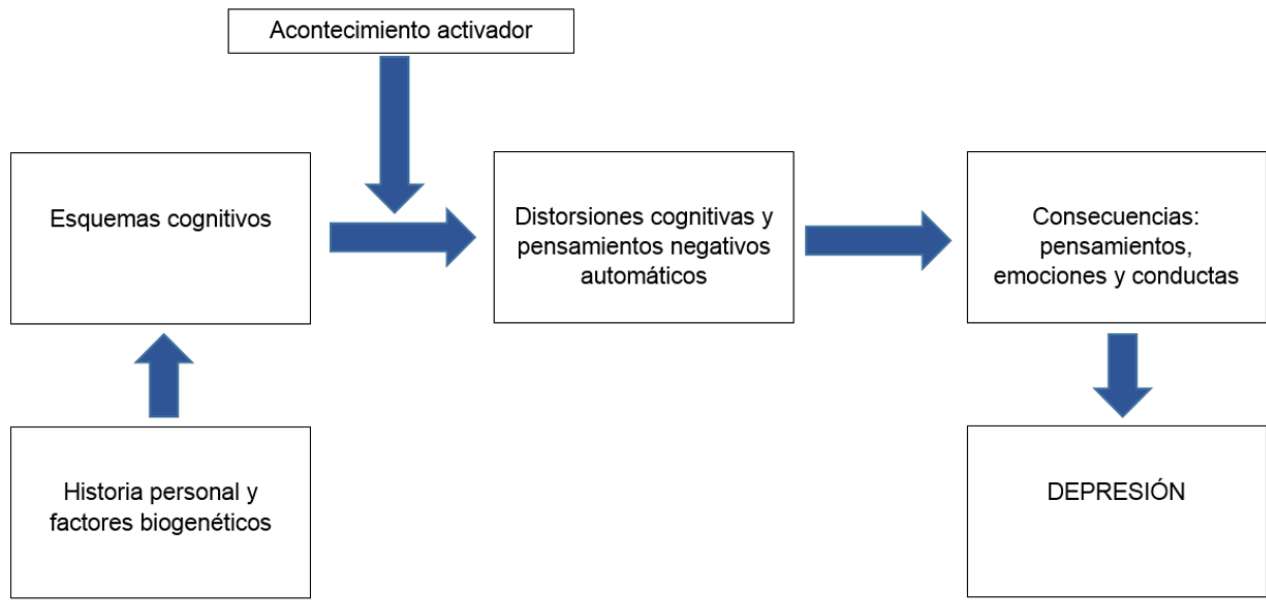 Acontecimiento activador
Esquemas cognitivos
Distorsiones cognitivas y
pensamientos negativos
automáticos
Consecuencias:
pensamientos,
emociones y conductas
Historia personal y
factores biogenéticos
DEPRESIÓN